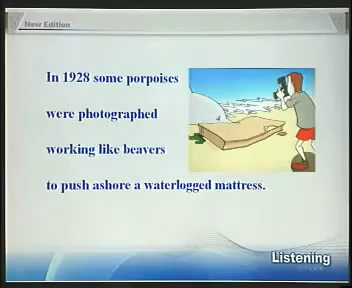 New Edition
In 1928 some porpoises
were photographed
working like beavers
to push ashore a waterlogged mattress.
Listening